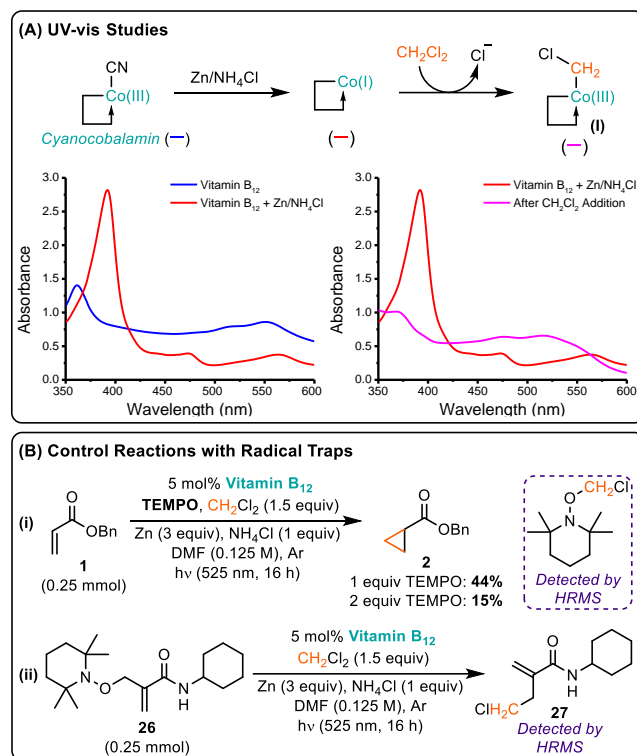 (A) UV-vis Studies
CN
Co(III)
Cyanocobalamin (—)
Zn/NH4Cl
Co(I)
(—)
CH2Cl2
Cl−
Cl
CH2
Co(III)
(I)
(—)
3.0
2.5
2.0
1.5
1.0
0.5
0.0
Absorbance
Vitamin B12
Vitamin B12 + Zn/NH4Cl
350 400 450 500 550 600
Wavelength (nm)
3.0
2.5
2.0
1.5
1.0
0.5
0.0
Absorbance
Vitamin B12 + Zn/NH4Cl
After CH2Cl2 Addition
350 400 450 500 550 600
Wavelength (nm)
(B) Control Reactions with Radical Traps
(i)
O
OBn
1
(0.25 mmol)
5 mol% Vitamin B12
TEMPO, CH2Cl2 (1.5 equiv)
Zn (3 equiv), NH4Cl (1 equiv)
DMF (0.125 M), Ar
hν (525 nm, 16 h)
O
OBn
2
1 equiv TEMPO: 44%
2 equiv TEMPO: 15%
CH2Cl
O
N
Detected by
HRMS
(ii)
N
O
O
N
H
26
(0.25 mmol)
5 mol% Vitamin B12
CH2Cl2 (1.5 equiv)
Zn (3 equiv), NH4Cl (1 equiv)
DMF (0.125 M), Ar
hν (525 nm, 16 h)
O
N
H
ClH2C
27
Detected by
HRMS